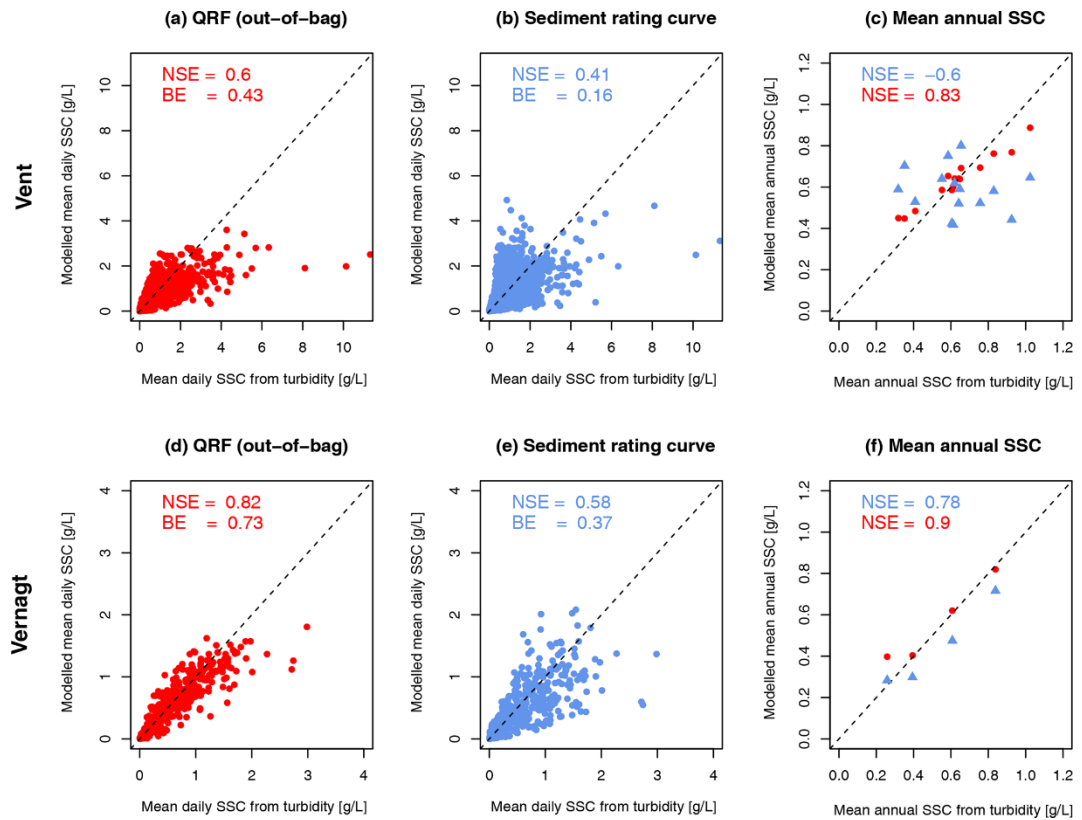 (a) QRF (out−of−bag)
NSE = 0.6
BE = 0.43
Modelled mean daily SSC [g/L]
0 2 4 6 8 10
0 2 4 6 8 10
Mean daily SSC from turbidity [g/L]
(b) Sediment rating curve
NSE = 0.41
BE = 0.16
Modelled mean daily SSC [g/L]
0 2 4 6 8 10
0 2 4 6 8 10
Mean daily SSC from turbidity [g/L]
(c) Mean annual SSC
NSE = −0.6
NSE = 0.83
Modelled mean annual SSC [g/L]
0.0 0.2 0.4 0.6 0.8 1.0 1.2
0.0 0.2 0.4 0.6 0.8 1.0 1.2
Mean annual SSC from turbidity [g/L]
Vent
(d) QRF (out−of−bag)
NSE = 0.82
BE = 0.73
Modelled mean daily SSC [g/L]
0 1 2 3 4
0 1 2 3 4
Mean daily SSC from turbidity [g/L]
(e) Sediment rating curve
NSE = 0.58
BE = 0.37
Modelled mean daily SSC [g/L]
0 1 2 3 4
0 1 2 3 4
Mean daily SSC from turbidity [g/L]
(f) Mean annual SSC
NSE = 0.78
NSE = 0.9
Modelled mean annual SSC [g/L]
0.0 0.2 0.4 0.6 0.8 1.0 1.2
0.0 0.2 0.4 0.6 0.8 1.0 1.2
Mean annual SSC from turbidity [g/L]
Vernagt